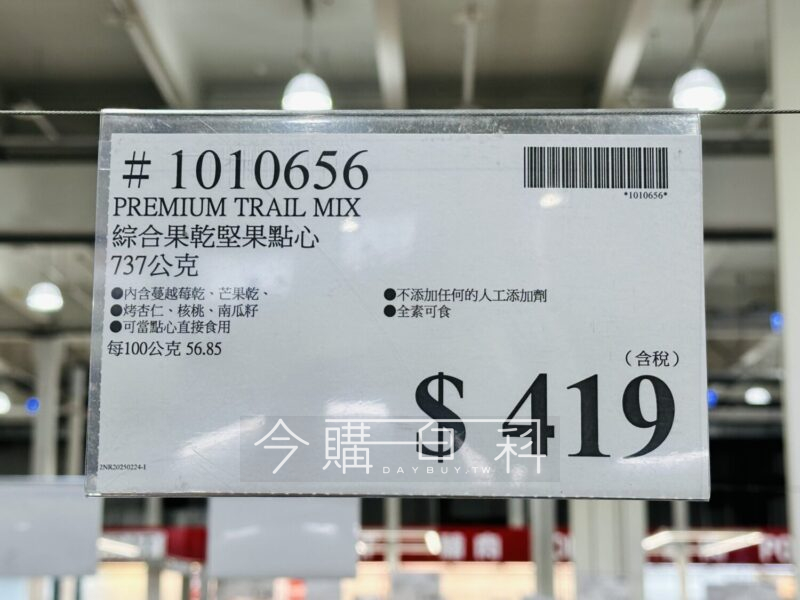 # 1010656
*1010656*
PREMIUM TRAIL MIX
綜合果乾堅果點心
737公克
●內含蔓越莓乾、芒果乾、
●烤杏仁、核桃、南瓜籽
●可當點心直接食用
●不添加任何的人工添加劑
●全素可食
每100公克 56.85
（含稅）
$ 419
今購百科
DAYBUY.TW
2NR20250224-1